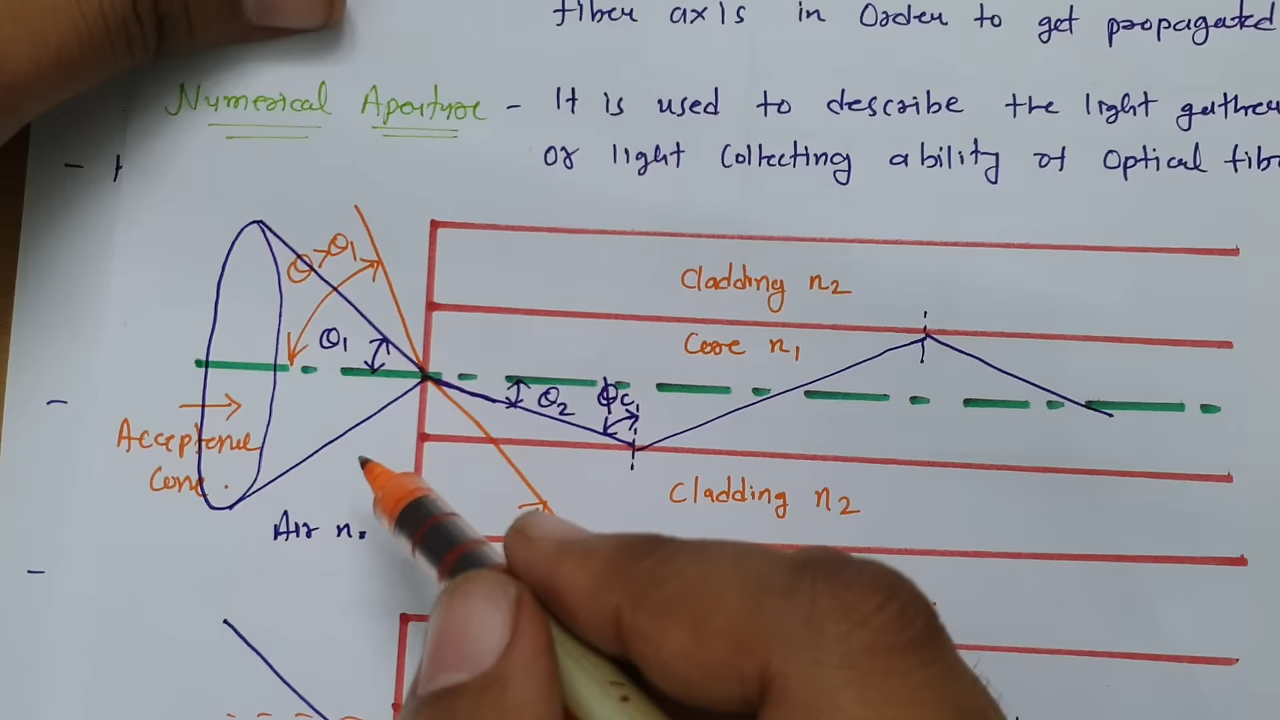 fiber axis in Order to get propagated
Numerical Aperture - It is used to describe the light gather
or light Collecting ability of Optical fib
θ>θ1
Cladding n2
θ1
Core n1
θ2
ϕc
Acceptance
Cone.
Cladding n2
Air n.